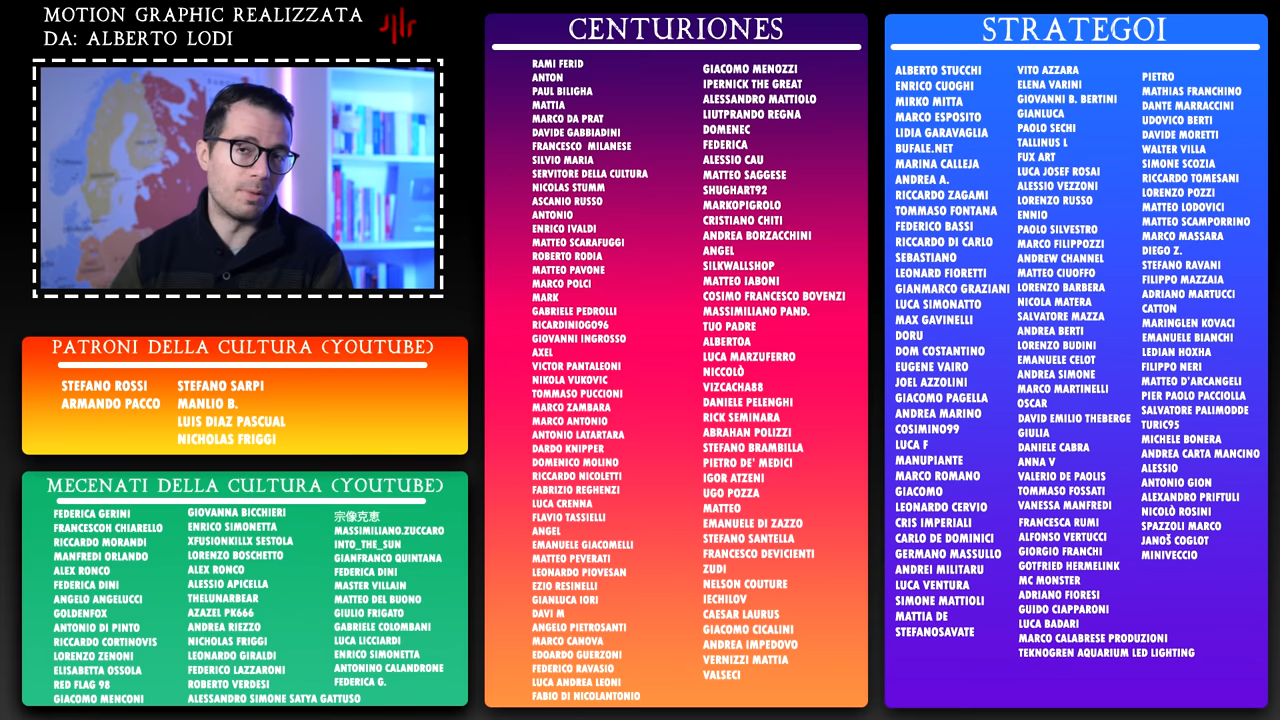 MOTION GRAPHIC REALIZZATA
DA: ALBERTO LODI
PATRONI DELLA CULTURA (YOUTUBE)
STEFANO ROSSI
ARMANDO PACCO
STEFANO SARPI
MANLIO B.
LUIS DIAZ PASCUAL
NICHOLAS FRIGGI
MECENATI DELLA CULTURA (YOUTUBE)
FEDERICA GERINI
FRANCESCOH CHIARELLO
RICCARDO MORANDI
MANFREDI ORLANDO
ALEX RONCO
FEDERICA DINI
ANGELO ANGELUCCI
GOLDENFOX
ANTONIO DI PINTO
RICCARDO CORTINOVIS
LORENZO ZENONI
ELISABETTA OSSOLA
RED FLAG 98
GIACOMO MENCONI
GIOVANNA BICCHIERI
ENRICO SIMONETTA
XFUSIONKILLX SESTOLA
LORENZO BOSCHETTO
ALEX RONCO
ALESSIO APICELLA
THELUNARBEAR
AZAZEL PK666
ANDREA RIEZZO
NICHOLAS FRIGGI
LEONARDO GIRALDI
FEDERICO LAZZARONI
ROBERTO VERDESI
ALESSANDRO SIMONE SATYA GATTUSO
宗像克恵
MASSIMILIANO.ZUCCARO
INTO_THE_SUN
GIANFRANCO QUINTANA
FEDERICA DINI
MASTER VILLAIN
MATTEO DEL BUONO
GIULIO FRIGATO
GABRIELE COLOMBANI
LUCA LICCIARDI
ENRICO SIMONETTA
ANTONINO CALANDRONE
FEDERICA G.
CENTURIONES
RAMI FERID
ANTON
PAUL BILIGHA
MATTIA
MARCO DA PRAT
DAVIDE GABBIADINI
FRANCESCO MILANESE
SILVIO MARIA
SERVITORE DELLA CULTURA
NICOLAS STUMM
ASCANIO RUSSO
ANTONIO
ENRICO IVALDI
MATTEO SCARAFUGGI
ROBERTO RODIA
MATTEO PAVONE
MARCO POLCI
MARK
GABRIELE PEDROLLI
RICARDINIOGO96
GIOVANNI INGROSSO
AXEL
VICTOR PANTALEONI
NIKOLA VUKOVIC
TOMMASO PUCCIONI
MARCO ZAMBARA
MARCO ANTONIO
ANTONIO LATARTARA
DARDO KNIPPER
DOMENICO MOLINO
RICCARDO NICOLETTI
FABRIZIO REGHENZI
LUCA CRENNA
FLAVIO TASSIELLI
ANGEL
EMANUELE GIACOMELLI
MATTEO PEVERATI
LEONARDO PIOVESAN
EZIO RESINELLI
GIANLUCA IORI
DAVI M
ANGELO PIETROSANTI
MARCO CANOVA
EDOARDO GUERZONI
FEDERICO RAVASIO
LUCA ANDREA LEONI
FABIO DI NICOLANTONIO
GIACOMO MENOZZI
IPERNICK THE GREAT
ALESSANDRO MATTIOLO
LIUTPRANDO REGNA
DOMENEC
FEDERICA
ALESSIO CAU
MATTEO SAGGESE
SHUGHART92
MARKOPIGROLO
CRISTIANO CHITI
ANDREA BORZACCHINI
ANGEL
SILKWALLSHOP
MATTEO IABONI
COSIMO FRANCESCO BOVENZI
MASSIMILIANO PAND.
TUO PADRE
ALBERTOA
LUCA MARZUFERRO
NICCOLÒ
VIZCACHA88
DANIELE PELENGHI
RICK SEMINARA
ABRAHAN POLIZZI
STEFANO BRAMBILLA
PIETRO DE' MEDICI
IGOR ATZENI
UGO POZZA
MATTEO
EMANUELE DI ZAZZO
STEFANO SANTELLA
FRANCESCO DEVICIENTI
ZUDI
NELSON COUTURE
IECHILOV
CAESAR LAURUS
GIACOMO CICALINI
ANDREA IMPEDOVO
VERNIZZI MATTIA
VALSECI
STRATEGOI
ALBERTO STUCCHI
ENRICO CUOGHI
MIRKO MITTA
MARCO ESPOSITO
LIDIA GARAVAGLIA
BUFALE.NET
MARINA CALLEJA
ANDREA A.
RICCARDO ZAGAMI
TOMMASO FONTANA
FEDERICO BASSI
RICCARDO DI CARLO
SEBASTIANO
LEONARD FIORETTI
GIANMARCO GRAZIANI
LUCA SIMONATTO
MAX GAVINELLI
DORU
DOM COSTANTINO
EUGENE VAIRO
JOEL AZZOLINI
GIACOMO PAGELLA
ANDREA MARINO
COSIMINO99
LUCA F
MANUPIANTE
MARCO ROMANO
GIACOMO
LEONARDO CERVIO
CRIS IMPERIALI
CARLO DE DOMINICI
GERMANO MASSULLO
ANDREI MILITARU
LUCA VENTURA
SIMONE MATTIOLI
MATTIA DE
STEFANOSAVATE
VITO AZZARA
ELENA VARINI
GIOVANNI B. BERTINI
GIANLUCA
PAOLO SECHI
TALLINUS L
FUX ART
LUCA JOSEF ROSAI
ALESSIO VEZZONI
LORENZO RUSSO
ENNIO
PAOLO SILVESTRO
MARCO FILIPPOZZI
ANDREW CHANNEL
MATTEO CIUOFFO
LORENZO BARBERA
NICOLA MATERA
SALVATORE MAZZA
ANDREA BERTI
LORENZO BUDINI
EMANUELE CELOT
ANDREA SIMONE
MARCO MARTINELLI
OSCAR
DAVID EMILIO THEBERGE
GIULIA
DANIELE CABRA
ANNA V
VALERIO DE PAOLIS
TOMMASO FOSSATI
VANESSA MANFREDI
FRANCESCA RUMI
ALFONSO VERTUCCI
GIORGIO FRANCHI
GOTFRIED HERMELINK
MC MONSTER
ADRIANO FIORESI
GUIDO CIAPPARONI
LUCA BADARI
MARCO CALABRESE PRODUZIONI
TEKNOGREN AQUARIUM LED LIGHTING
PIETRO
MATHIAS FRANCHINO
DANTE MARRACCINI
UDOVICO BERTI
DAVIDE MORETTI
WALTER VILLA
SIMONE SCOZIA
RICCARDO TOMESANI
LORENZO POZZI
MATTEO LODOVICI
MATTEO SCAMPORRINO
MARCO MASSARA
DIEGO Z.
STEFANO RAVANI
FILIPPO MAZZAIA
ADRIANO MARTUCCI
CATTON
MARINGLEN KOVACI
EMANUELE BIANCHI
LEDIAN HOXHA
FILIPPO NERI
MATTEO D'ARCANGELI
PIER PAOLO PACCIOLLA
SALVATORE PALIMODDE
TURIC95
MICHELE BONERA
ANDREA CARTA MANCINO
ALESSIO
ANTONIO GION
ALEXANDRO PRIFTULI
NICOLÒ ROSINI
SPAZZOLI MARCO
JANOŠ COGLOT
MINIVECCIO